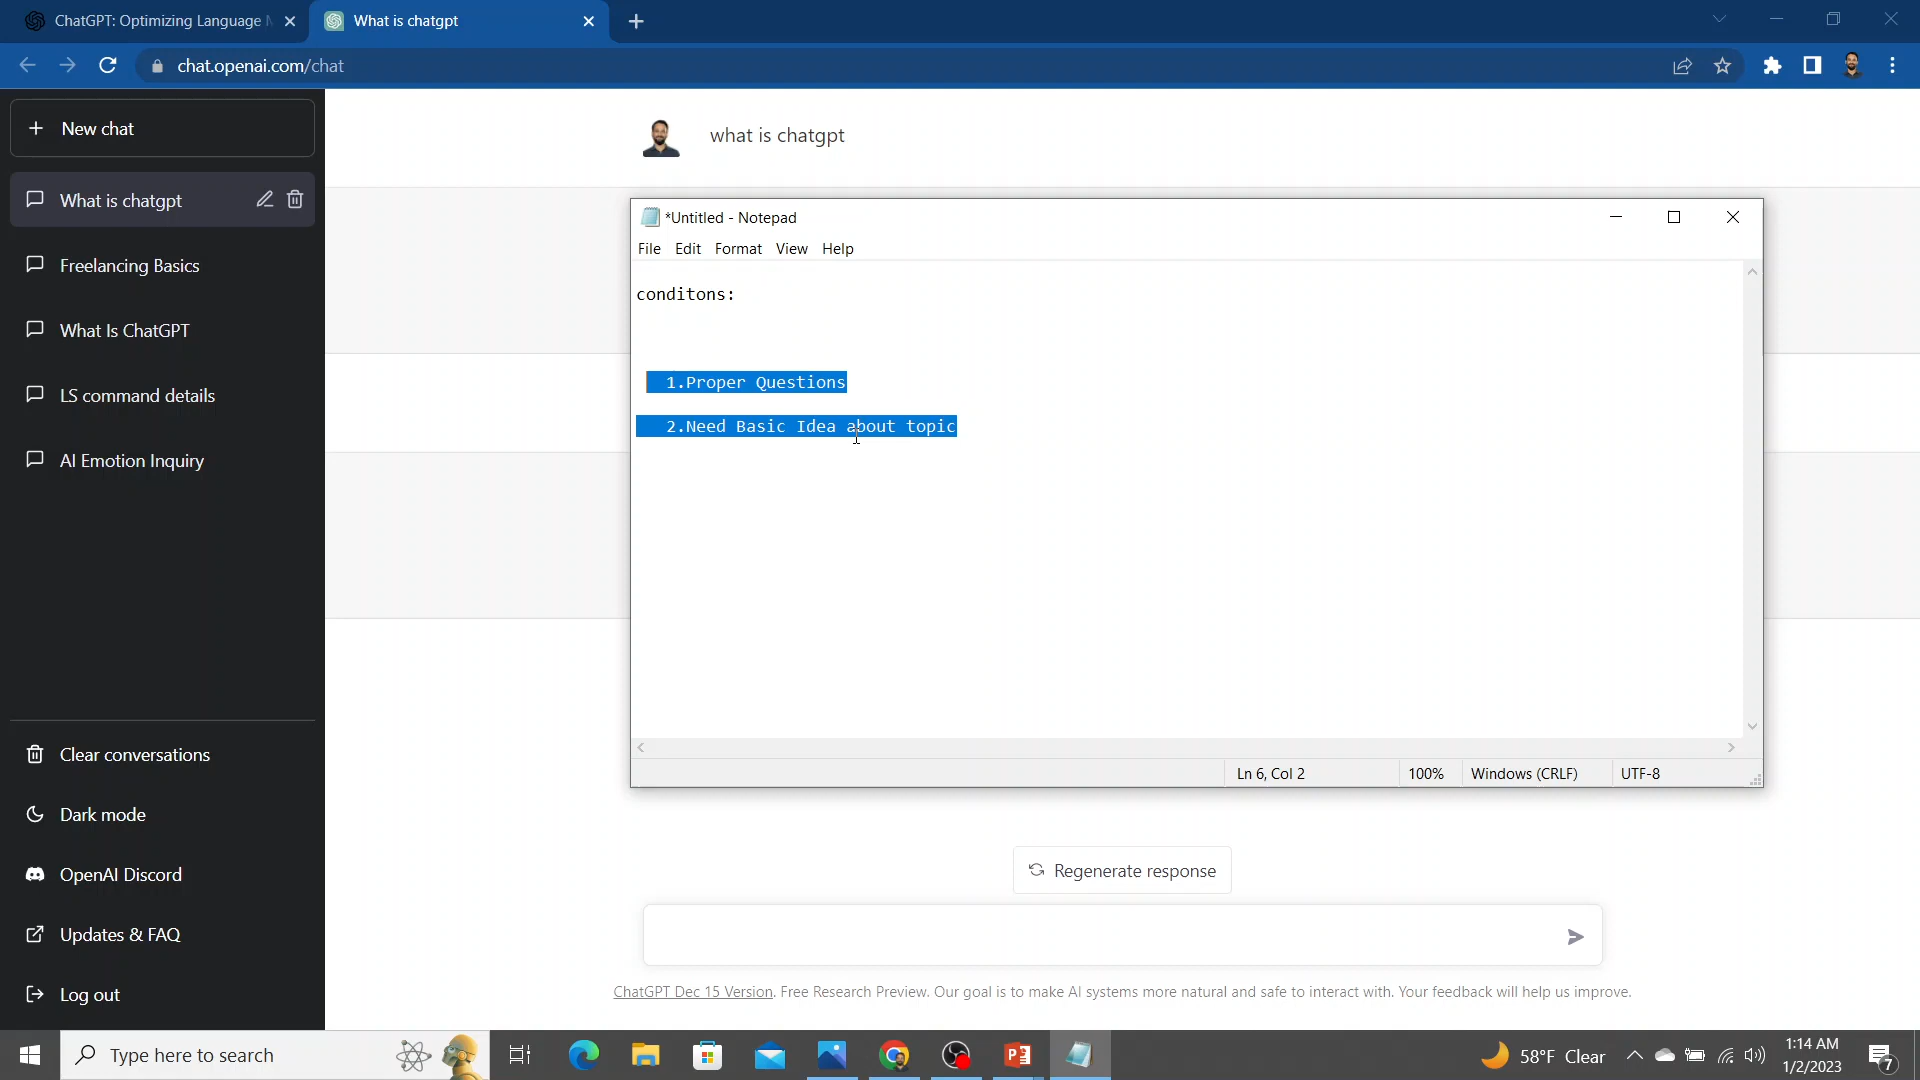 ChatGPT: Optimizing Language M
What is chatgpt
chat.openai.com/chat
New chat
What is chatgpt
Freelancing Basics
What Is ChatGPT
LS command details
AI Emotion Inquiry
Clear conversations
Dark mode
OpenAI Discord
Updates & FAQ
Log out
what is chatgpt
*Untitled - Notepad
File Edit Format View Help
conditons:
1.Proper Questions
2.Need Basic Idea about topic
Ln 6, Col 2
100%
Windows (CRLF)
UTF-8
Regenerate response
ChatGPT Dec 15 Version. Free Research Preview. Our goal is to make AI systems more natural and safe to interact with. Your feedback will help us improve.
Type here to search
58°F Clear
1:14 AM
1/2/2023
7